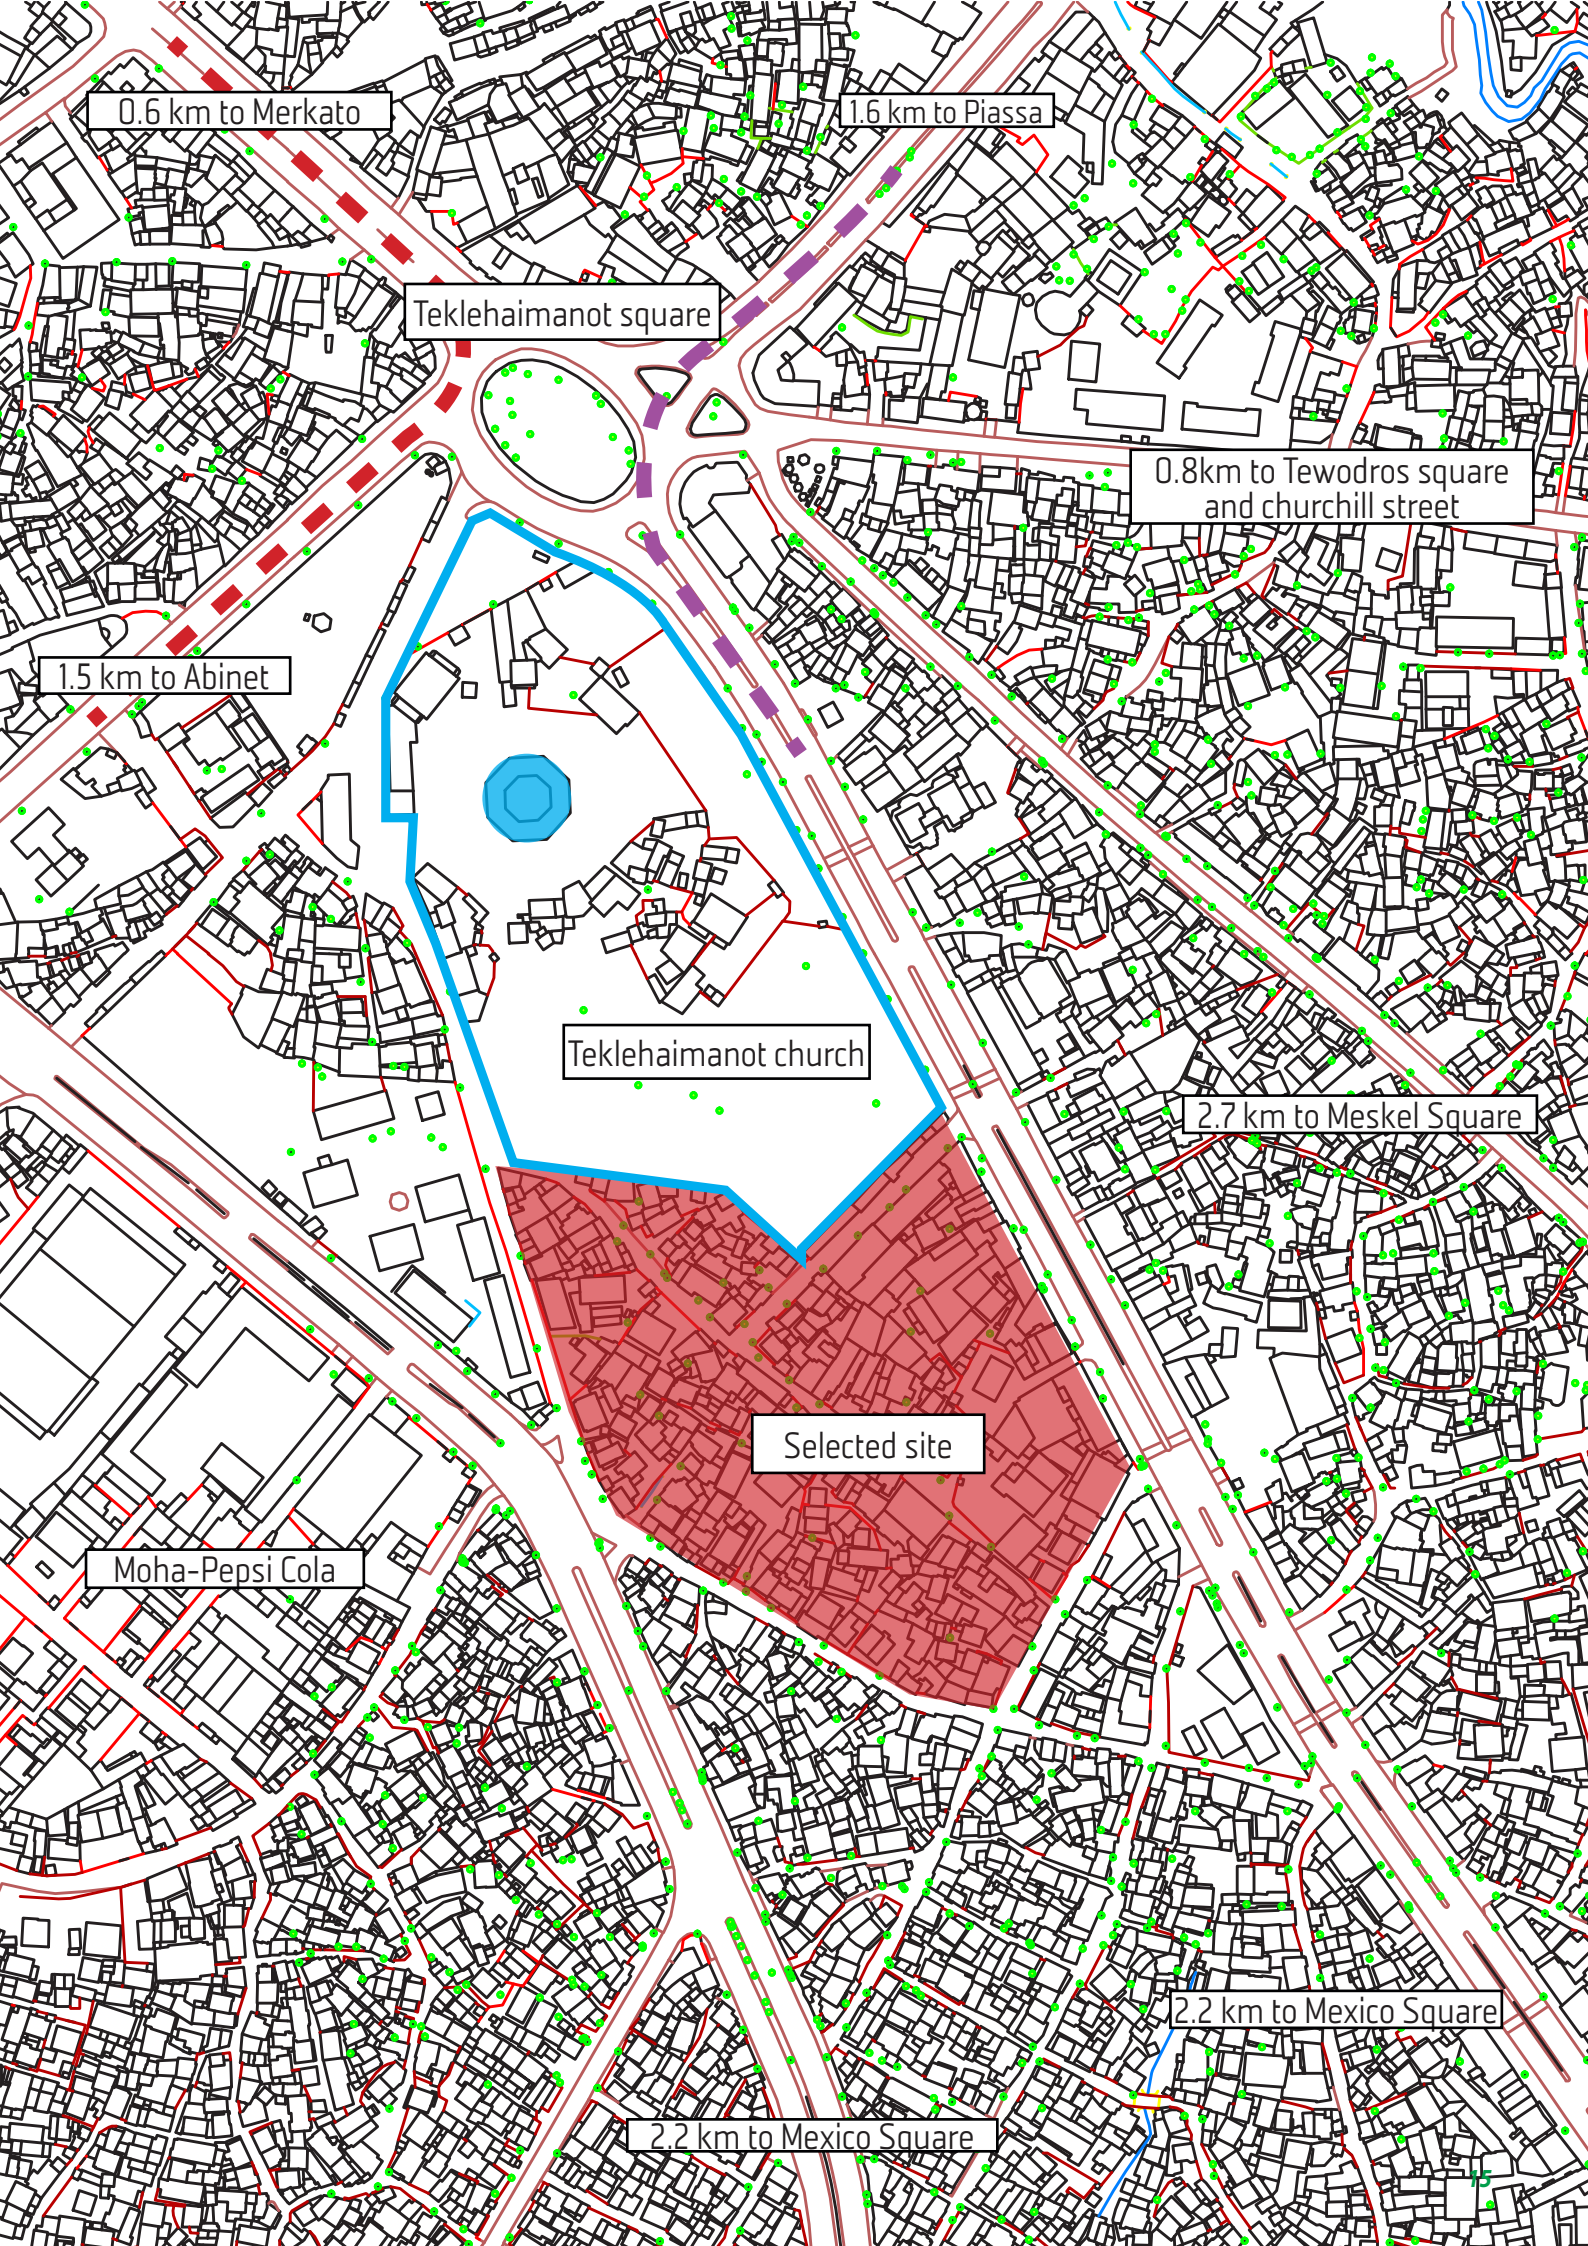 0.6 km to Merkato
1.6 km to Piassa
Teklehaimanot square
0.8km to Tewodros square
and churchill street
1.5 km to Abinet
Teklehaimanot church
2.7 km to Meskel Square
Selected site
Moha-Pepsi Cola
2.2 km to Mexico Square
2.2 km to Mexico Square
15